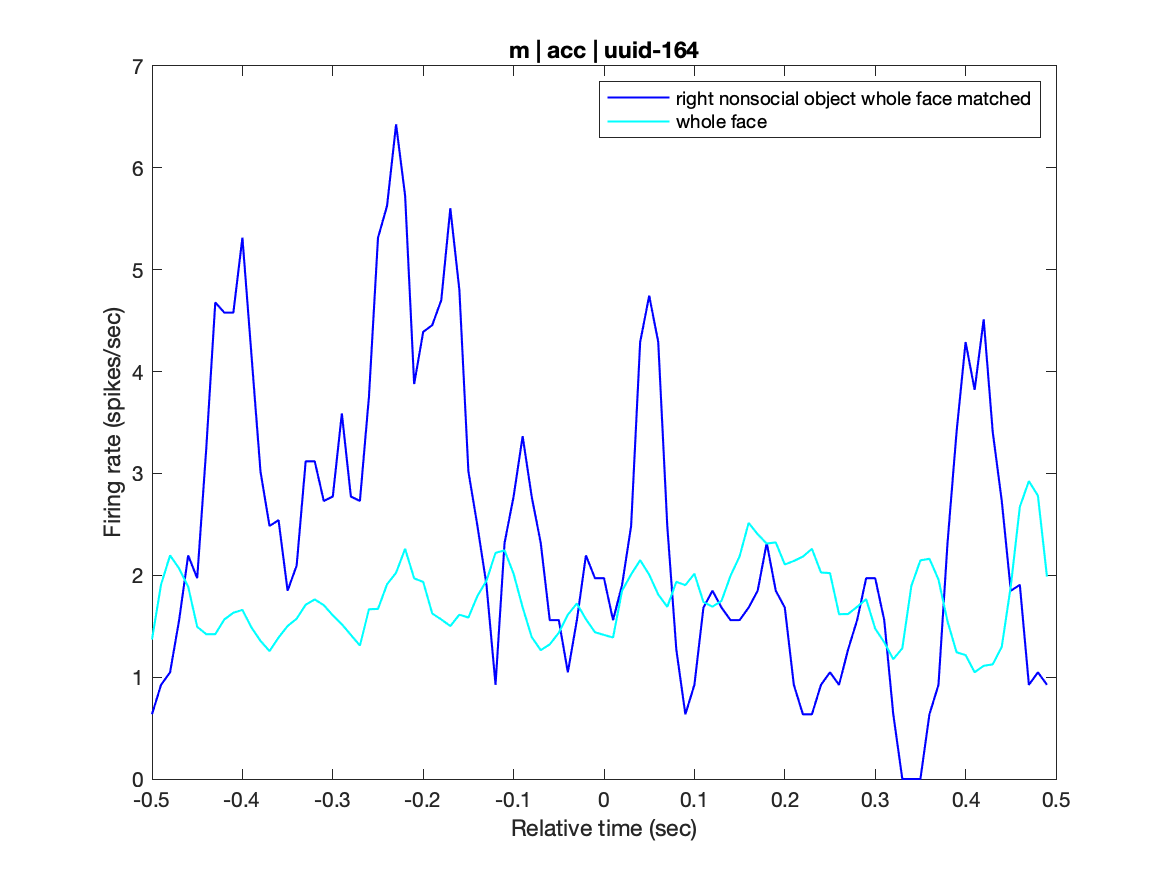 m | acc | uuid-164
right nonsocial object whole face matched
whole face
Firing rate (spikes/sec)
7
6
5
4
3
2
1
0
-0.5 -0.4 -0.3 -0.2 -0.1 0 0.1 0.2 0.3 0.4 0.5
Relative time (sec)